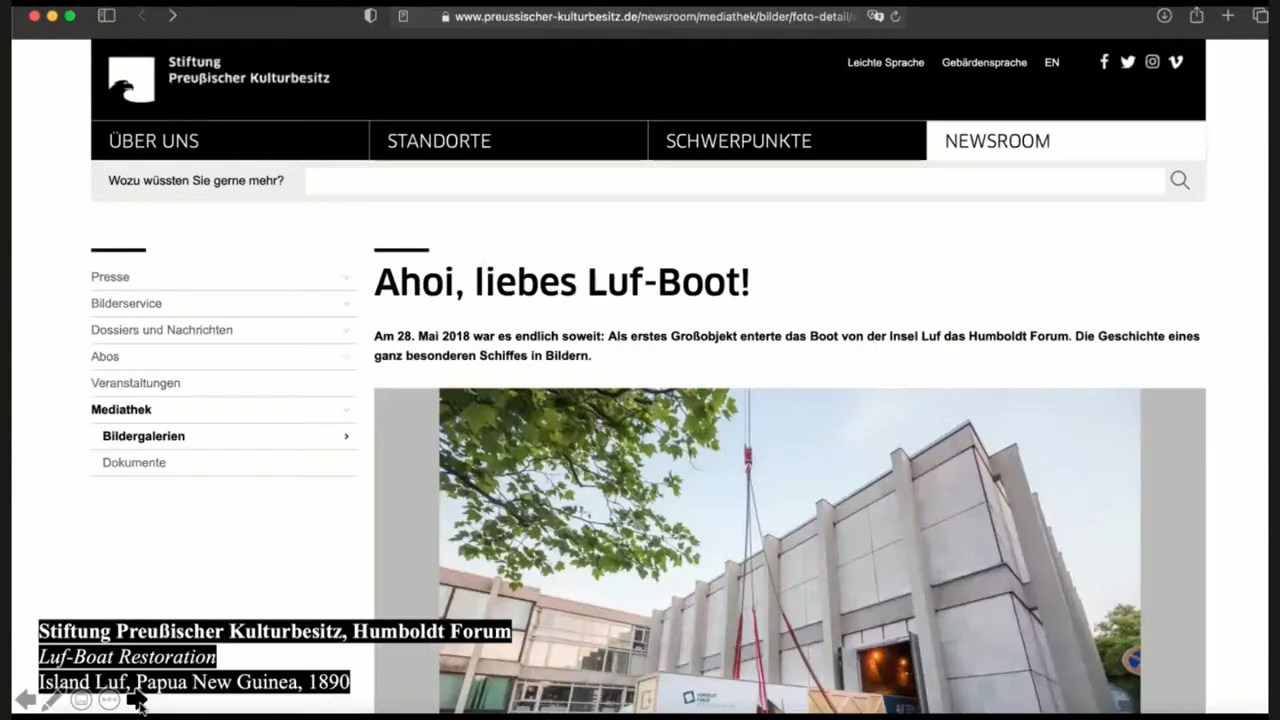 www.preussischer-kulturbesitz.de/newsroom/mediathek/bilder/foto-detail/
Stiftung
Preußischer Kulturbesitz
Leichte Sprache Gebärdensprache EN
ÜBER UNS STANDORTE SCHWERPUNKTE NEWSROOM
Wozu wüssten Sie gerne mehr?
Presse
Bilderservice
Dossiers und Nachrichten
Abos
Veranstaltungen
Mediathek
Bildergalerien
Dokumente
Ahoi, liebes Luf-Boot!
Am 28. Mai 2018 war es endlich soweit: Als erstes Großobjekt enterte das Boot von der Insel Luf das Humboldt Forum. Die Geschichte eines
ganz besonderen Schiffes in Bildern.
HUMBOLDT
FORUM
Stiftung Preußischer Kulturbesitz, Humboldt Forum
Luf-Boat Restoration
Island Luf, Papua New Guinea, 1890